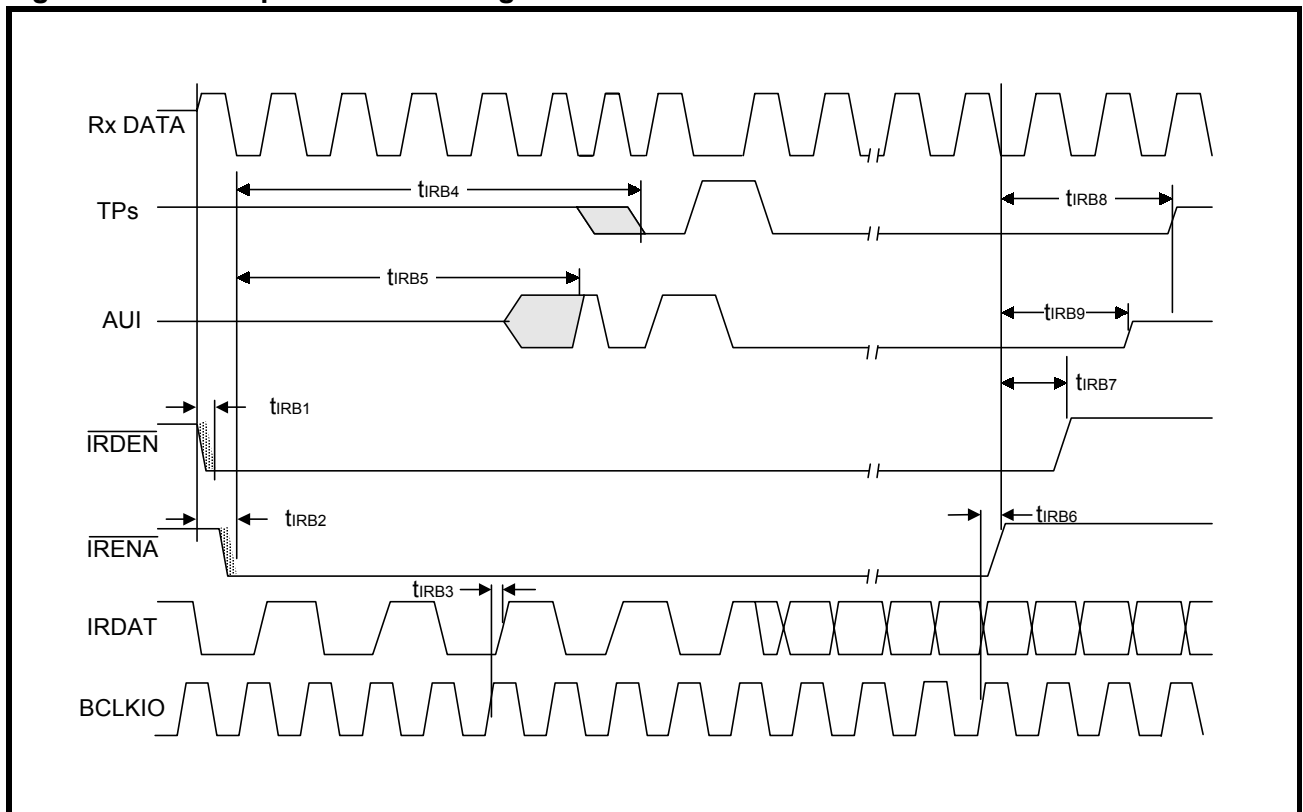 Rx DATA
tIRB4
TPs
tIRB8
tIRB5
AUI
tIRB9
tIRB7
tIRB1
IRDEN
tIRB2
tIRB6
IRENA
tIRB3
IRDAT
BCLKIO